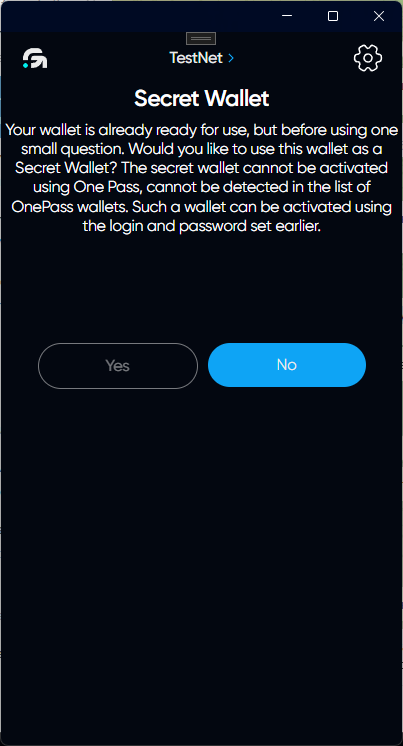 TestNet >
Secret Wallet
Your wallet is already ready for use, but before using one
small question. Would you like to use this wallet as a
Secret Wallet? The secret wallet cannot be activated
using One Pass, cannot be detected in the list of
OnePass wallets. Such a wallet can be activated using
the login and password set earlier.
Yes
No